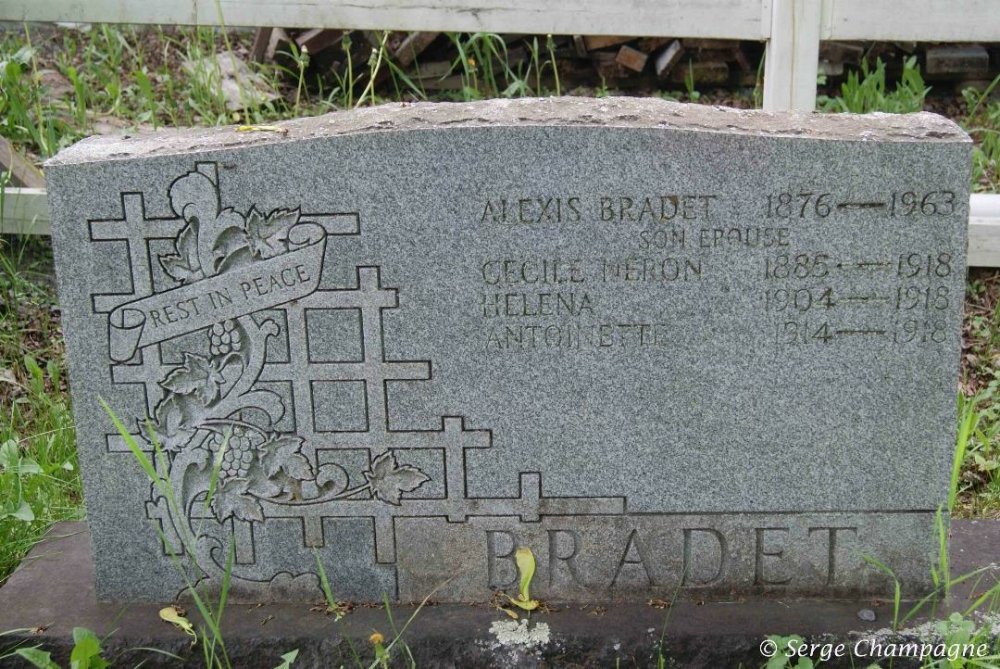 REST IN PEACE
ALEXIS BRADET 1876 — 1963
SON EPOUSE
CECILE NERON 1885 — 1918
HELENA 1904 — 1918
ANTOINETTE 1914 — 1918
BRADET
© Serge Champagne